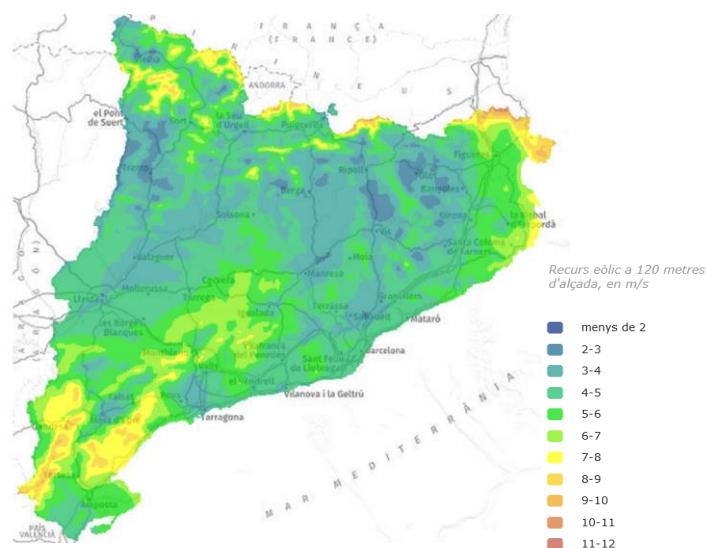 F R A N Ç A
(F R A N C E)
P I R I N E U S
ANDORRA
el Pont
de Suert
Sort
la Seu
d'Urgell
Puigcerdà
Tremp
Figueres
Ripoll
Olot
Banyoles
Berga
Girona
la Bisbal
d'Empordà
Solsona
Vic
Santa Coloma
de Farners
Balaguer
Moià
Manresa
Cervera
Mollerussa
Tàrrega
Lleida
Igualada
Terrassa
Granollers
Sabadell
Mataró
les Borges
Blanques
Montblanc
Vilafranca
del Penedès
Sant Feliu
de Llobregat
Barcelona
Valls
el Vendrell
Vilanova i la Geltrú
Falset
Reus
Tarragona
Móra d'Ebre
Gandesa
Tortosa
Amposta
PAÍS
VALENCIÀ
M A R M E D I T E R R À N I A
Recurs eòlic a 120 metres
d'alçada, en m/s
menys de 2
2-3
3-4
4-5
5-6
6-7
7-8
8-9
9-10
10-11
11-12